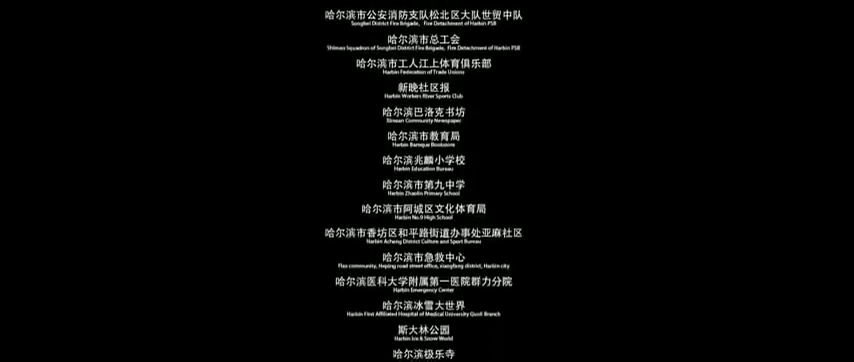 哈尔滨市公安消防支队松北区大队世贸中队
Songbei District Fire Brigade, Fire Detachment of Harbin PSB
哈尔滨市总工会
Shimao Squadron of Songbei District Fire Brigade, Fire Detachment of Harbin PSB
哈尔滨市工人江上体育俱乐部
Harbin Federation of Trade Unions
新晚社区报
Harbin Workers River Sports Club
哈尔滨巴洛克书坊
Xinwan Community Newspaper
哈尔滨市教育局
Harbin Baroque Bookstore
哈尔滨兆麟小学校
Harbin Education Bureau
哈尔滨市第九中学
Harbin Zhaolin Primary School
哈尔滨市阿城区文化体育局
Harbin No.9 High School
哈尔滨市香坊区和平路街道办事处亚麻社区
Harbin Acheng District Culture and Sport Bureau
哈尔滨市急救中心
Flax community, Heping road street office, xiangfang district, Harbin city
哈尔滨医科大学附属第一医院群力分院
Harbin Emergency Center
哈尔滨冰雪大世界
Harbin First Affiliated Hospital of Medical University Qunli Branch
斯大林公园
Harbin Ice & Snow World
哈尔滨极乐寺